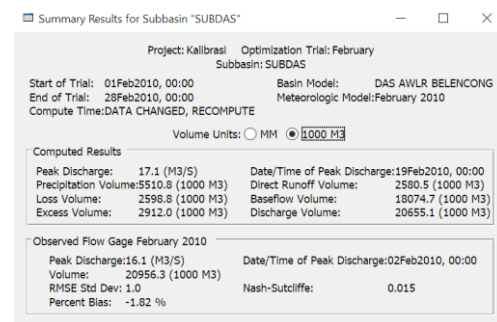 Summary Results for Subbasin "SUBDAS"
Project: Kalibrasi Optimization Trial: February
Subbasin: SUBDAS
Start of Trial: 01Feb2010, 00:00 Basin Model: DAS AWLR BELENCONG
End of Trial: 28Feb2010, 00:00 Meteorologic Model:February 2010
Compute Time:DATA CHANGED, RECOMPUTE
Volume Units: MM 1000 M3
Computed Results
Peak Discharge: 17.1 (M3/S) Date/Time of Peak Discharge:19Feb2010, 00:00
Precipitation Volume:5510.8 (1000 M3) Direct Runoff Volume: 2580.5 (1000 M3)
Loss Volume: 2598.8 (1000 M3) Baseflow Volume: 18074.7 (1000 M3)
Excess Volume: 2912.0 (1000 M3) Discharge Volume: 20655.1 (1000 M3)
Observed Flow Gage February 2010
Peak Discharge:16.1 (M3/S) Date/Time of Peak Discharge:02Feb2010, 00:00
Volume: 20956.3 (1000 M3)
RMSE Std Dev: 1.0 Nash-Sutcliffe: 0.015
Percent Bias: -1.82 %